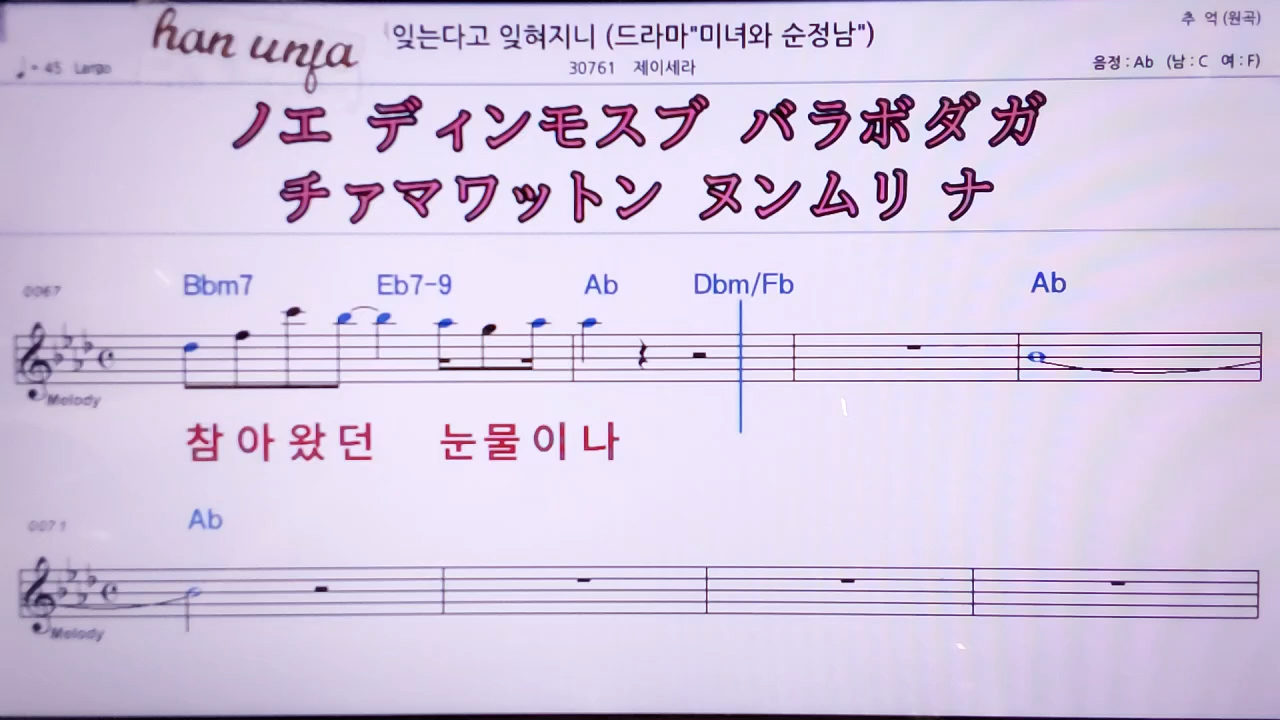 han unfa
잊는다고 잊혀지니 (드라마"미녀와 순정남")
추 억 (원곡)
♩= 45 Largo
30761 제이세라
음정 : Ab (남 : C 여 : F)
ノエ ディンモスブ バラボダガ
チァマワットン ヌンムリ ナ
0067
Bbm7 Eb7-9 Ab Dbm/Fb Ab
Melody
참 아 왔 던 눈 물 이 나
0071
Ab
Melody